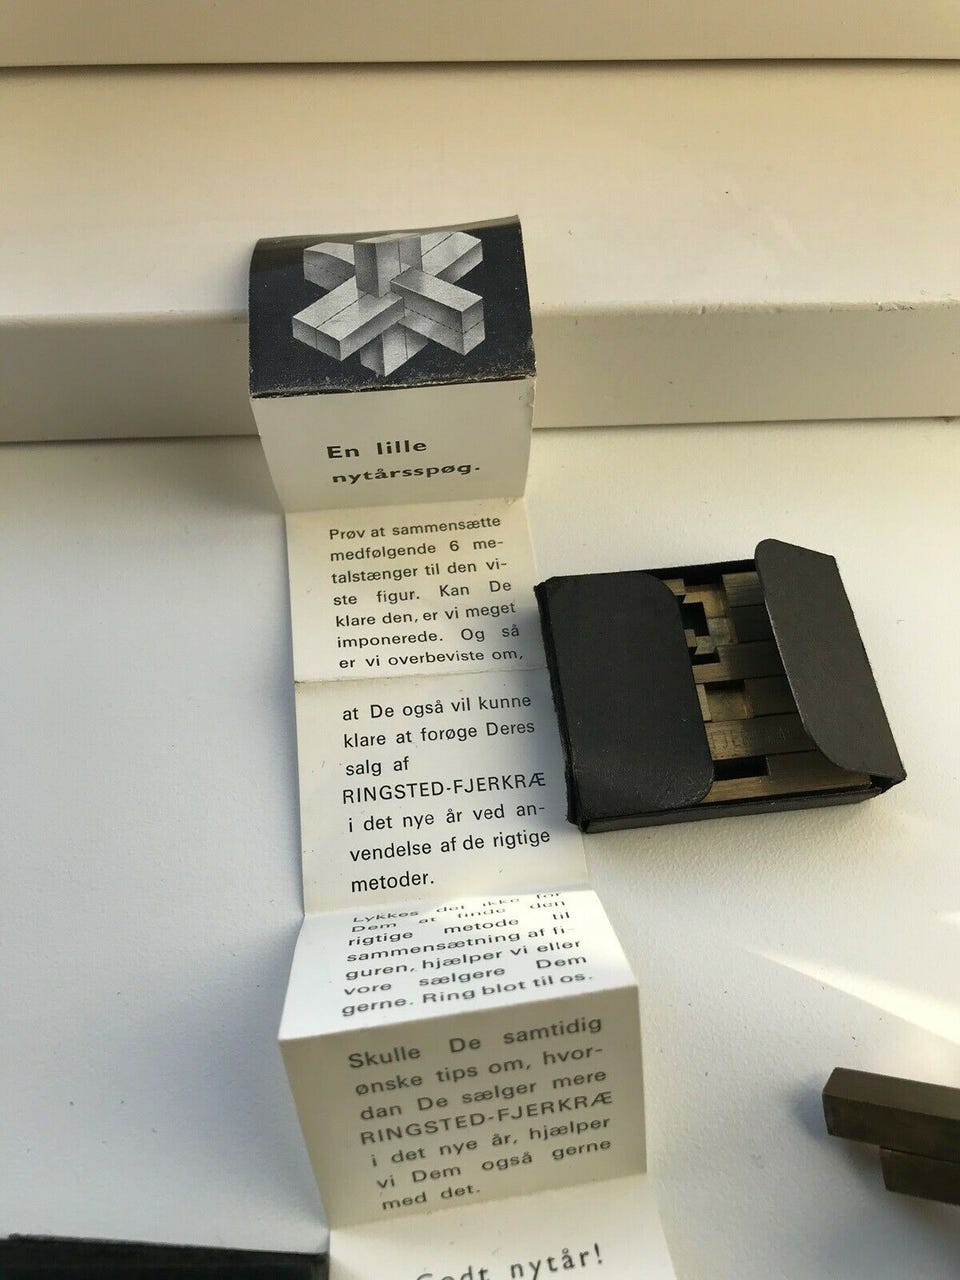 En lille
nytårsspøg.
Prøv at sammensætte
medfølgende 6 me-
talstænger til den vi-
ste figur. Kan De
klare den, er vi meget
imponerede. Og så
er vi overbeviste om,
at De også vil kunne
klare at forøge Deres
salg af
RINGSTED-FJERKRÆ
i det nye år ved an-
vendelse af de rigtige
metoder.
Lykkes det ikke for
Dem at finde den
rigtige metode til
sammensætning af fi-
guren, hjælper vi eller
vore sælgere Dem
gerne. Ring blot til os.
Skulle De samtidig
ønske tips om, hvor-
dan De sælger mere
RINGSTED-FJERKRÆ
i det nye år, hjælper
vi Dem også gerne
med det.
Godt nytår!